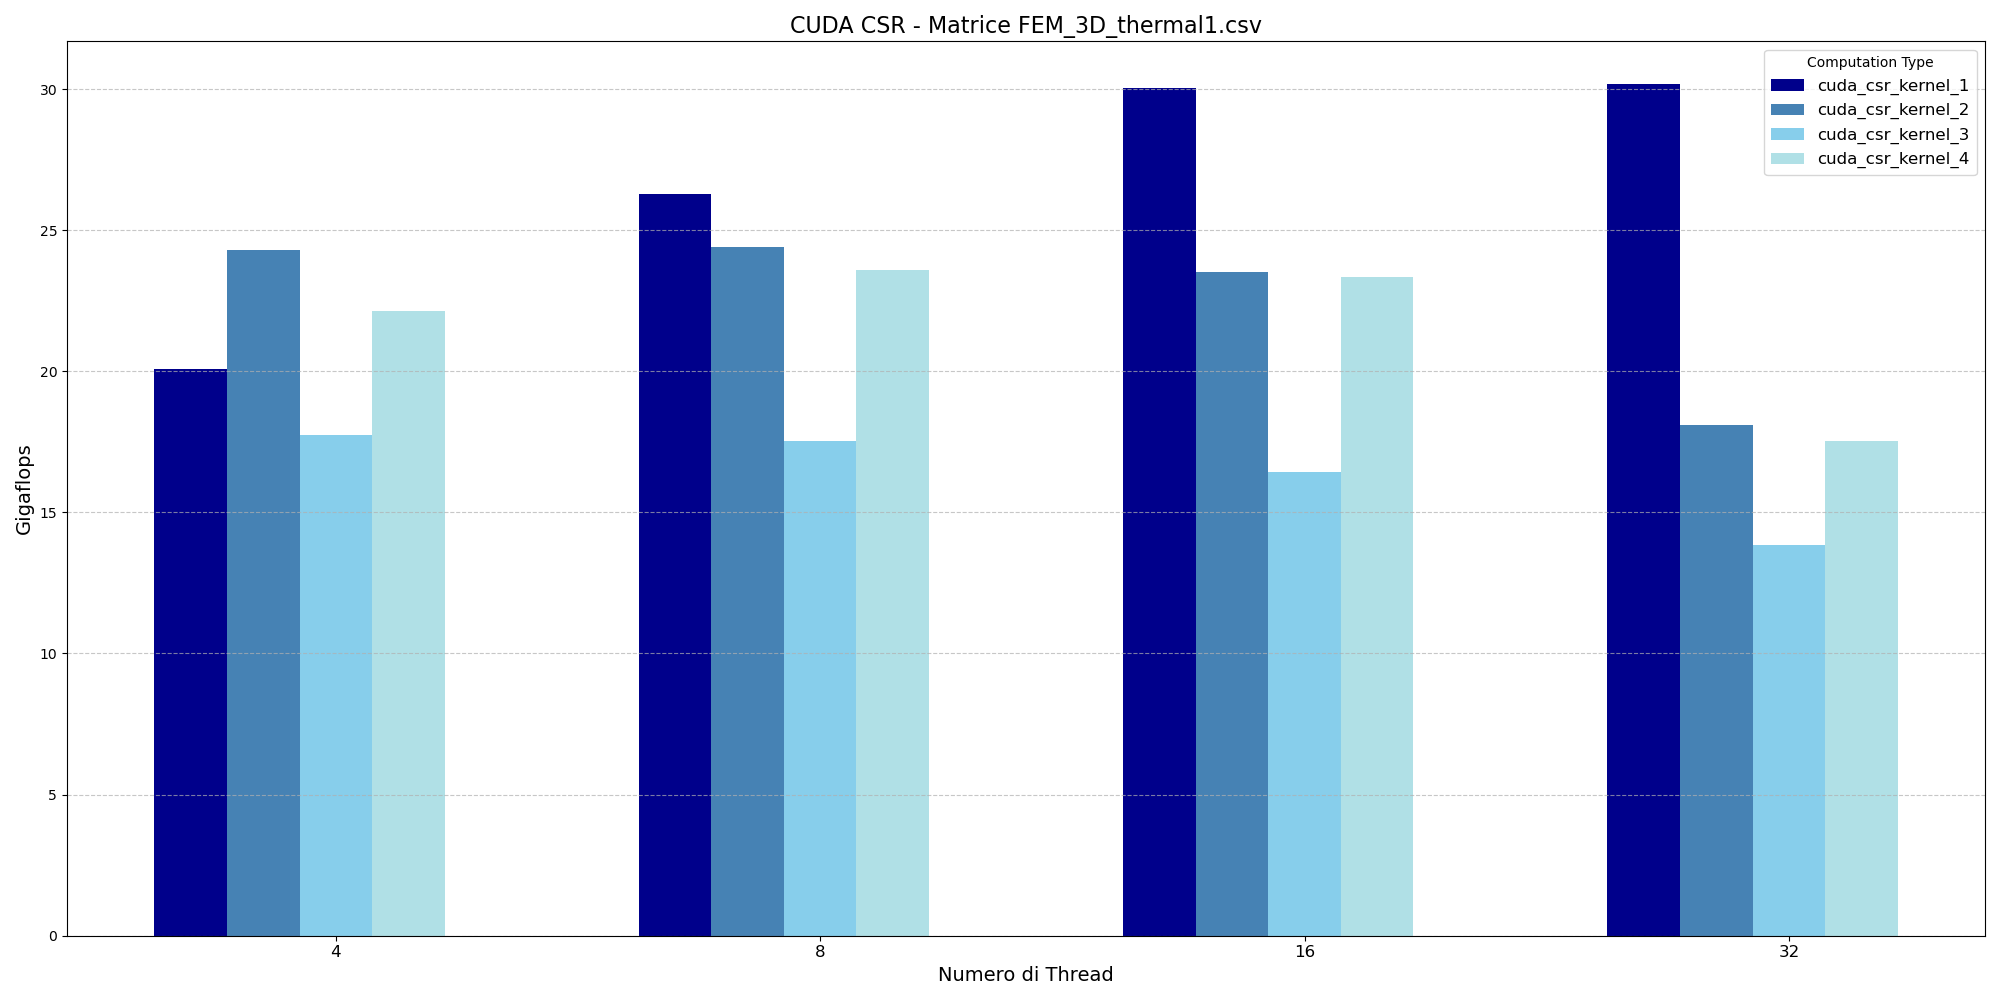 CUDA CSR - Matrice FEM_3D_thermal1.csv
Computation Type
cuda_csr_kernel_1
cuda_csr_kernel_2
cuda_csr_kernel_3
cuda_csr_kernel_4
Gigaflops
30
25
20
15
10
5
0
4 8 16 32
Numero di Thread